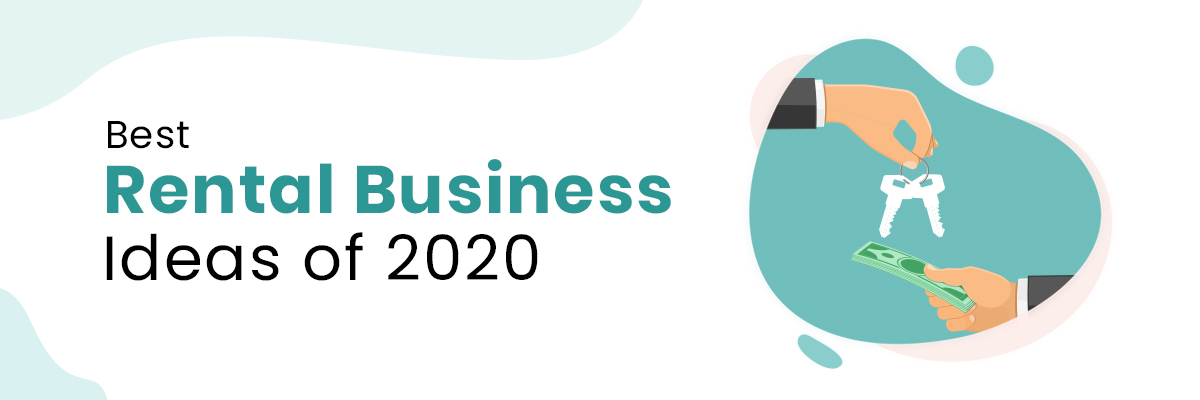 Best
Rental Business
Ideas of 2020